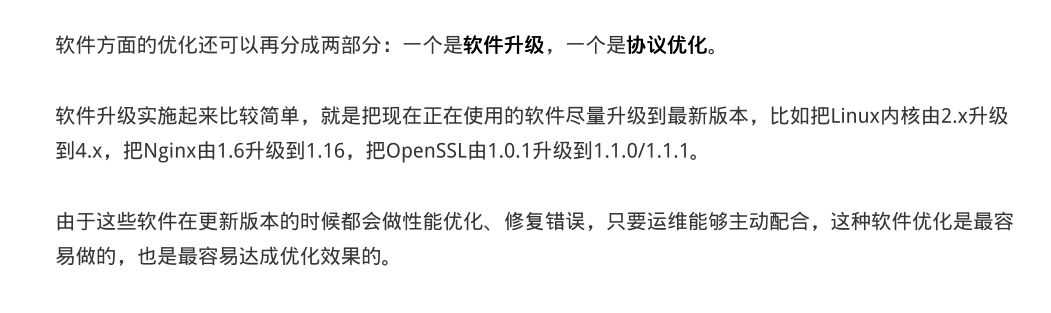 软件方面的优化还可以再分成两部分：一个是软件升级，一个是协议优化。
软件升级实施起来比较简单，就是把现在正在使用的软件尽量升级到最新版本，比如把Linux内核由2.x升级
到4.x，把Nginx由1.6升级到1.16，把OpenSSL由1.0.1升级到1.1.0/1.1.1。
由于这些软件在更新版本的时候都会做性能优化、修复错误，只要运维能够主动配合，这种软件优化是最容
易做的，也是最容易达成优化效果的。